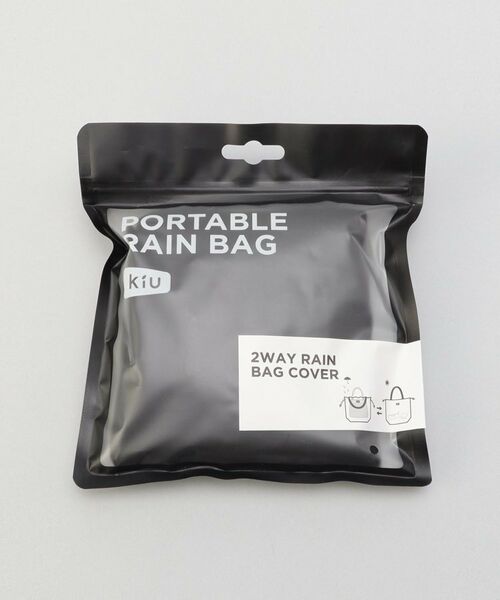 PORTABLE
RAIN BAG
kiu
2WAY RAIN
BAG COVER